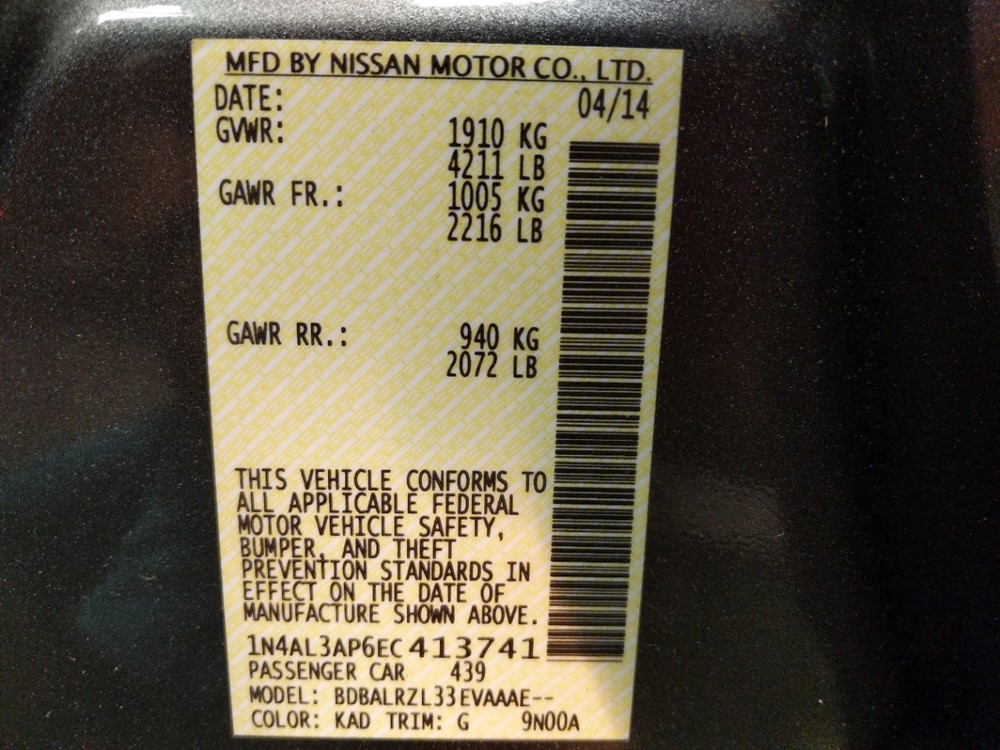 MFD BY NISSAN MOTOR CO., LTD.
DATE: 04/14
GVWR: 1910 KG
4211 LB
GAWR FR.: 1005 KG
2216 LB
GAWR RR.: 940 KG
2072 LB
THIS VEHICLE CONFORMS TO
ALL APPLICABLE FEDERAL
MOTOR VEHICLE SAFETY,
BUMPER, AND THEFT
PREVENTION STANDARDS IN
EFFECT ON THE DATE OF
MANUFACTURE SHOWN ABOVE.
1N4AL3AP6EC413741
PASSENGER CAR 439
MODEL: BDBALRZL33EVAAAE--
COLOR: KAD TRIM: G 9N00A